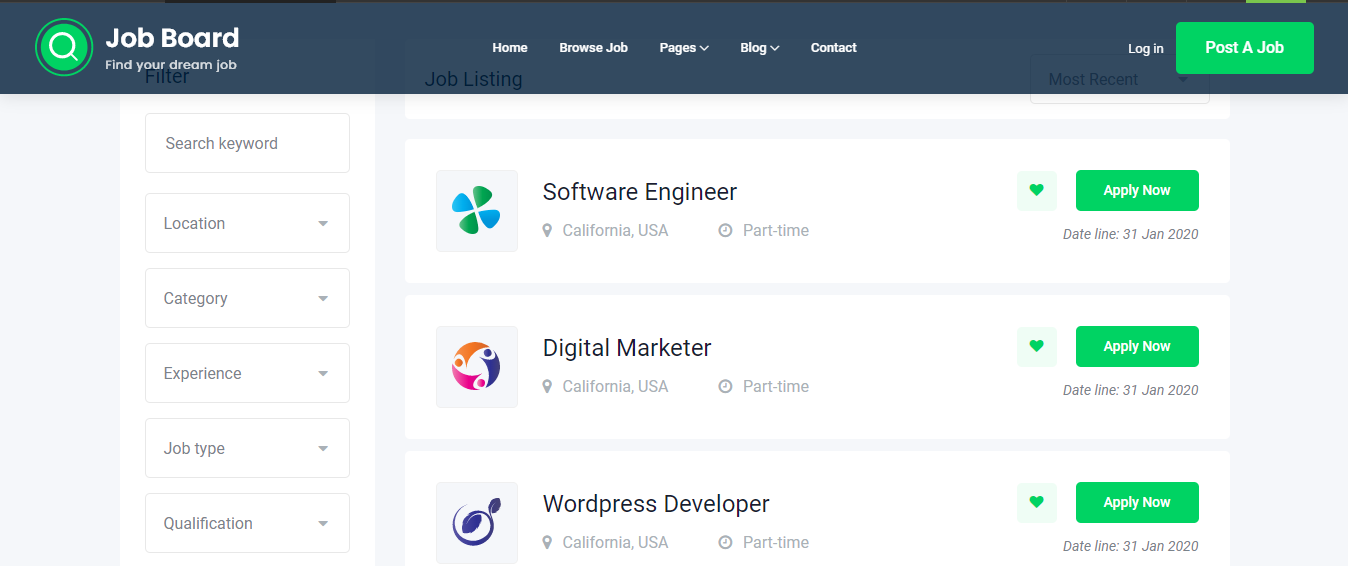 Job Board
Find your dream job
Home Browse Job Pages Blog Contact
Log in Post A Job
Filter
Search keyword
Location
Category
Experience
Job type
Qualification
Job Listing Most Recent
Software Engineer
California, USA Part-time
Apply Now
Date line: 31 Jan 2020
Digital Marketer
California, USA Part-time
Apply Now
Date line: 31 Jan 2020
Wordpress Developer
California, USA Part-time
Apply Now
Date line: 31 Jan 2020